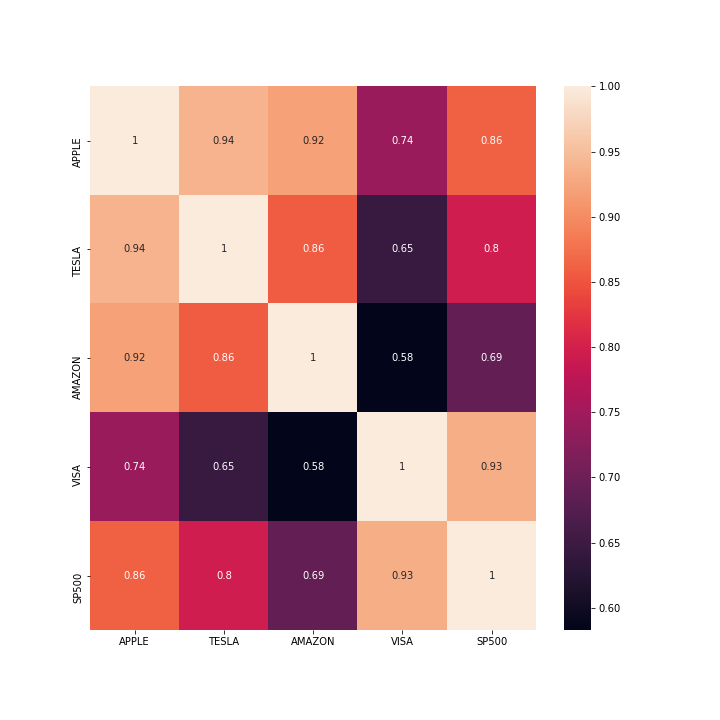 APPLE 1 0.94 0.92 0.74 0.86
TESLA 0.94 1 0.86 0.65 0.8
AMAZON 0.92 0.86 1 0.58 0.69
VISA 0.74 0.65 0.58 1 0.93
SP500 0.86 0.8 0.69 0.93 1
APPLE TESLA AMAZON VISA SP500
1.00
0.95
0.90
0.85
0.80
0.75
0.70
0.65
0.60